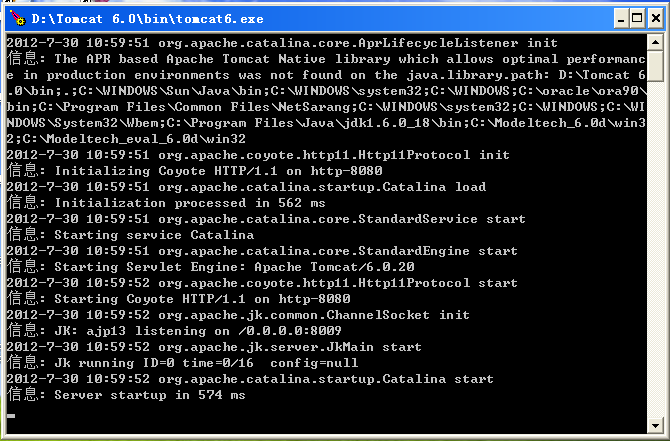 D:\Tomcat 6.0\bin\tomcat6.exe
2012-7-30 10:59:51 org.apache.catalina.core.AprLifecycleListener init
信息: The APR based Apache Tomcat Native library which allows optimal performanc
e in production environments was not found on the java.library.path: D:\Tomcat 6
.0\bin;.;C:\WINDOWS\Sun\Java\bin;C:\WINDOWS\system32;C:\WINDOWS;C:\oracle\ora90\
bin;C:\Program Files\Common Files\NetSarang;C:\WINDOWS\system32;C:\WINDOWS;C:\WI
NDOWS\System32\Wbem;C:\Program Files\Java\jdk1.6.0_18\bin;C:\Modeltech_6.0d\win3
2;C:\Modeltech_eval_6.0d\win32
2012-7-30 10:59:51 org.apache.coyote.http11.Http11Protocol init
信息: Initializing Coyote HTTP/1.1 on http-8080
2012-7-30 10:59:51 org.apache.catalina.startup.Catalina load
信息: Initialization processed in 562 ms
2012-7-30 10:59:51 org.apache.catalina.core.StandardService start
信息: Starting service Catalina
2012-7-30 10:59:51 org.apache.catalina.core.StandardEngine start
信息: Starting Servlet Engine: Apache Tomcat/6.0.20
2012-7-30 10:59:52 org.apache.coyote.http11.Http11Protocol start
信息: Starting Coyote HTTP/1.1 on http-8080
2012-7-30 10:59:52 org.apache.jk.common.ChannelSocket init
信息: JK: ajp13 listening on /0.0.0.0:8009
2012-7-30 10:59:52 org.apache.jk.server.JkMain start
信息: Jk running ID=0 time=0/16  config=null
2012-7-30 10:59:52 org.apache.catalina.startup.Catalina start
信息: Server startup in 574 ms